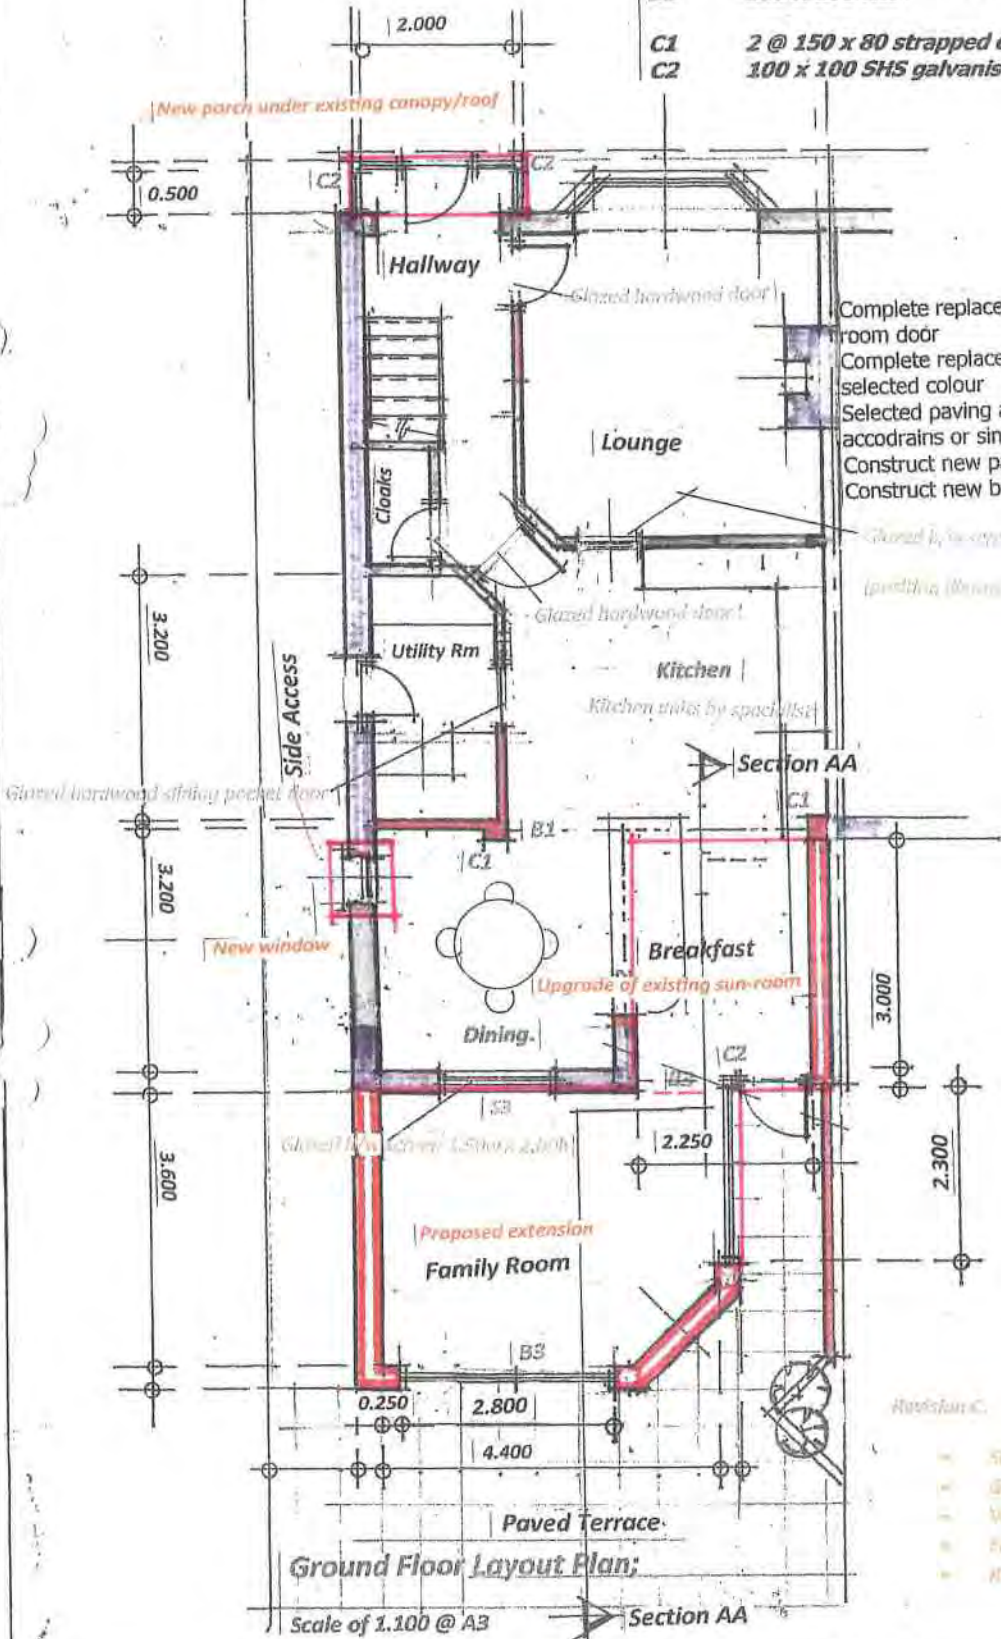 2.000
C1 2 @ 150 x 80 strapped
C2 100 x 100 SHS galvanis
New porch under existing canopy/roof
C2
C2
0.500
Hallway
Glazed hardwood door
Complete replace
room door
Complete replace
selected colour
Selected paving
accodrains or sin
Construct new p
Construct new b
Lounge
Cloaks
Glazed
Glazed hardwood door
3.200
Utility Rm
Kitchen
Kitchen units by specialist
Side Access
Section AA
Glazed hardwood sliding pocket door
C1
B1
C1
3.200
New window
Breakfast
Upgrade of existing sun-room
3.000
Dining.
C2
S3
2.250
2.300
3.600
Proposed extension
Family Room
B3
0.250
2.800
4.400
Revision C.
Paved Terrace
Ground Floor Layout Plan;
Scale of 1.100 @ A3
Section AA